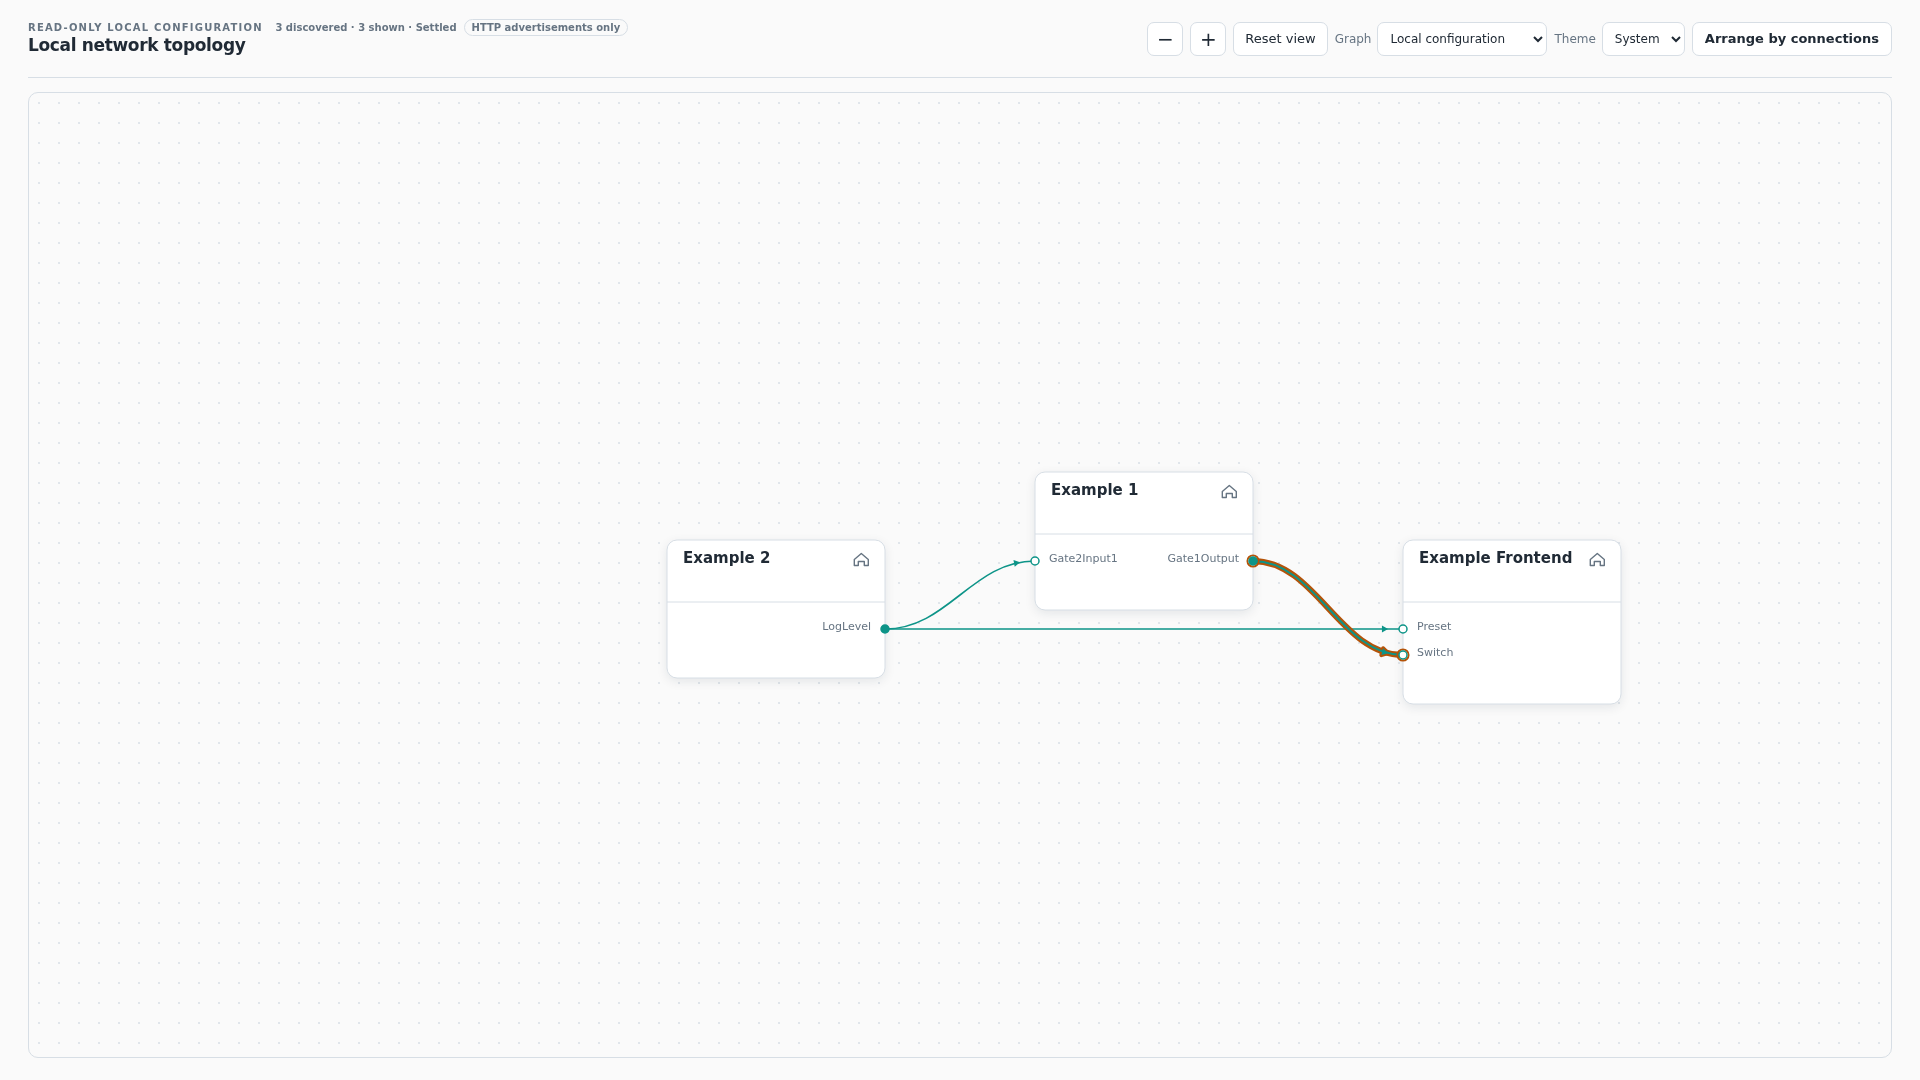 READ-ONLY LOCAL CONFIGURATION 3 discovered · 3 shown · Settled HTTP advertisements only
Local network topology
− + Reset view Graph Local configuration Theme System Arrange by connections
Example 1
Gate2Input1 Gate1Output
Example 2
LogLevel
Example Frontend
Preset
Switch